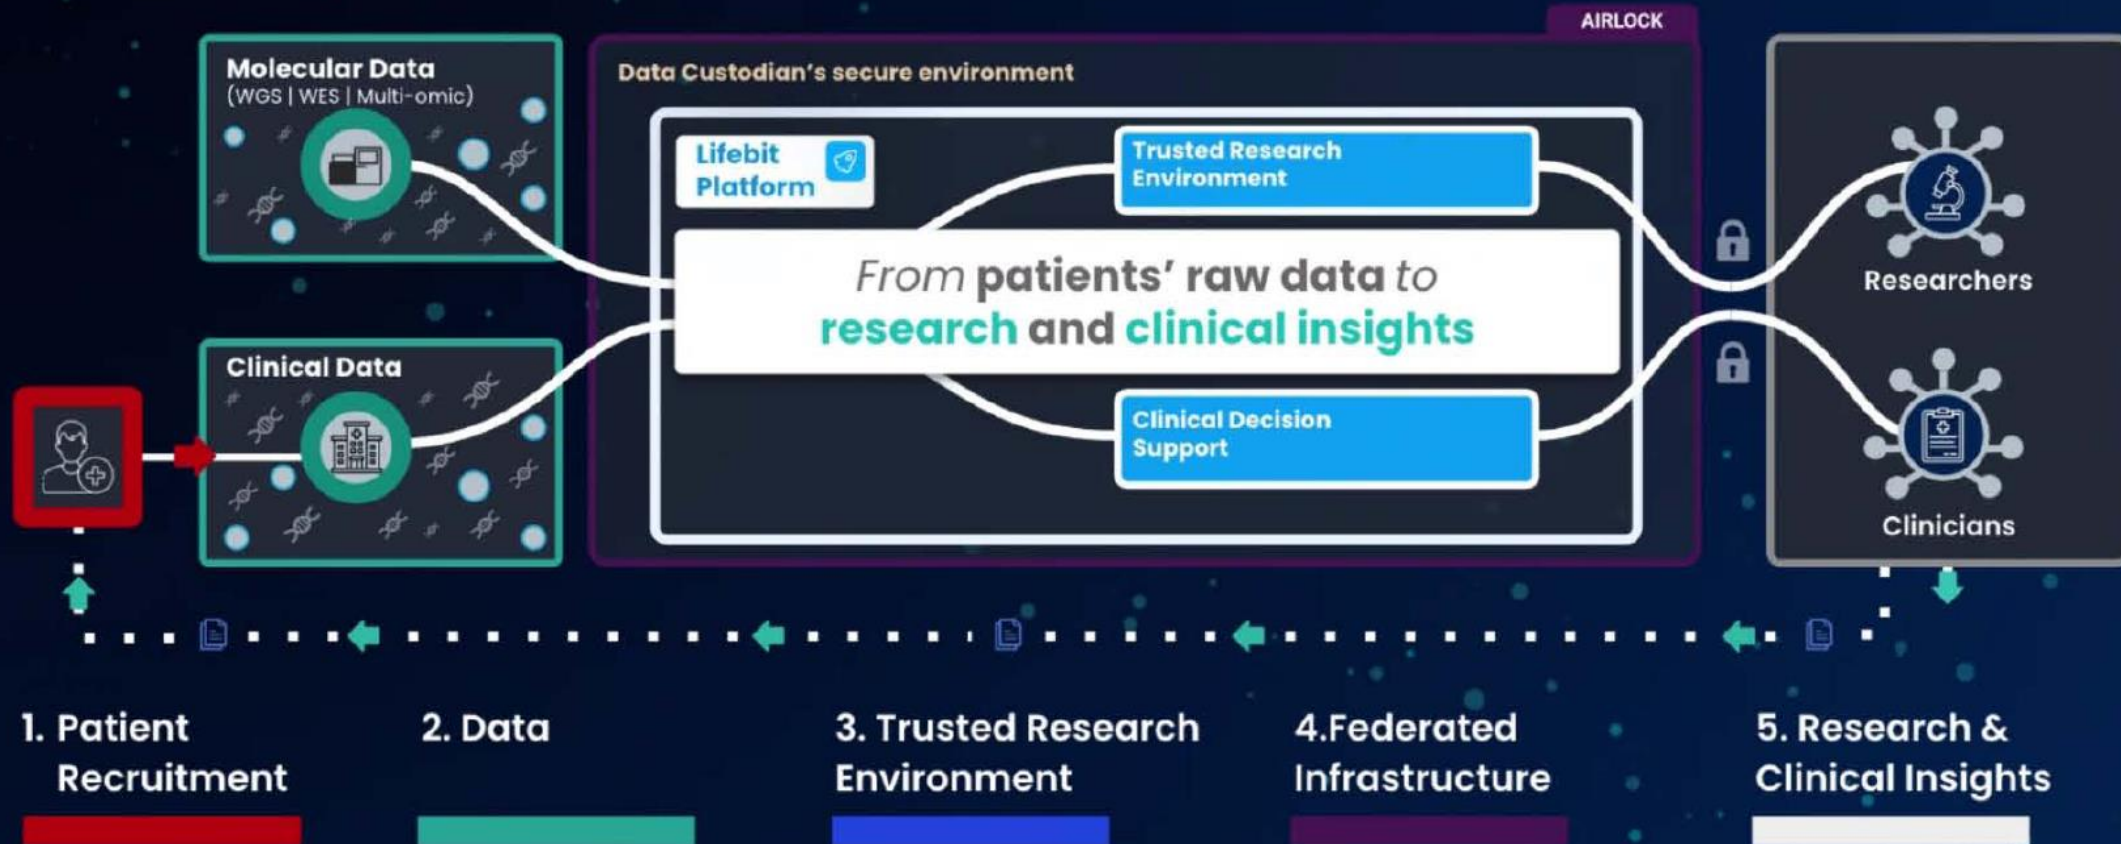 AIRLOCK
Molecular Data
(WGS | WES | Multi-omic)
Data Custodian's secure environment
Lifebit
Platform
Trusted Research
Environment
From patients' raw data to
research and clinical insights
Researchers
Clinical Data
Clinical Decision
Support
Clinicians
1. Patient
Recruitment
2. Data
3. Trusted Research
Environment
4.Federated
Infrastructure
5. Research &
Clinical Insights